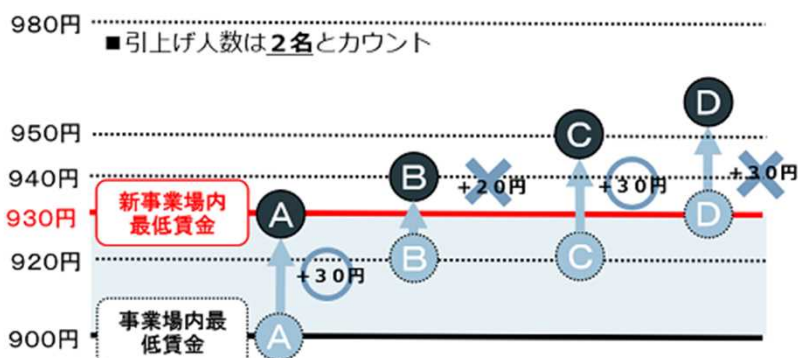 980円
■引上げ人数は2名とカウント
D
950円
C
940円
B
+20円
+30円
+30円
新事業場内
最低賃金
930円
A
D
920円
B
C
+30円
事業場内最
低賃金
900円
A